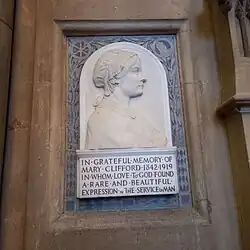 IN · GRATEFUL · MEMORY · OF
MARY · CLIFFORD · 1842-1919
IN WHOM · LOVE · TO · GOD FOUND
A · RARE · AND · BEAUTIFUL
EXPRESSION IN THE · SERVICE OF MAN